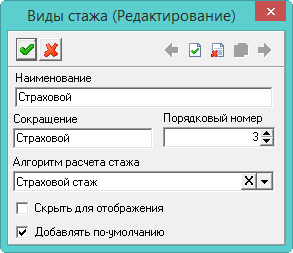 Виды стажа (Редактирование)
Наименование
Страховой
Сокращение Порядковый номер
Страховой 3
Алгоритм расчета стажа
Страховой стаж
Скрыть для отображения
Добавлять по-умолчанию